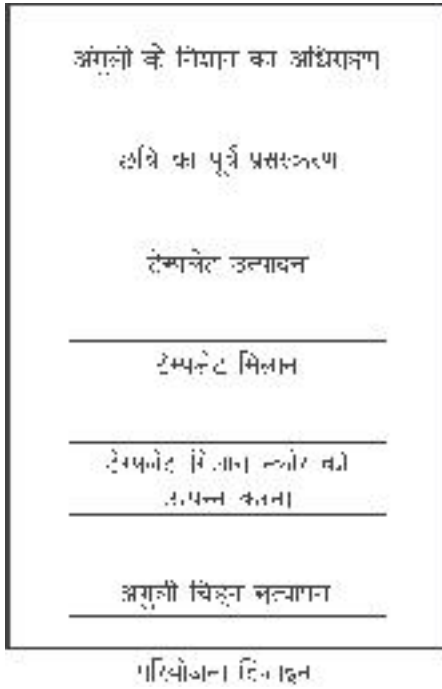 अंगुली के निशान का अधिग्रहण
छवि का पूर्व प्रसंस्करण
टेम्पलेट उत्पादन
टेम्पलेट मिलान
टेम्पलेट मिलान स्कोर को
उत्पन्न करना
अंगुली चिह्न सत्यापन
परियोजना डिजाइन